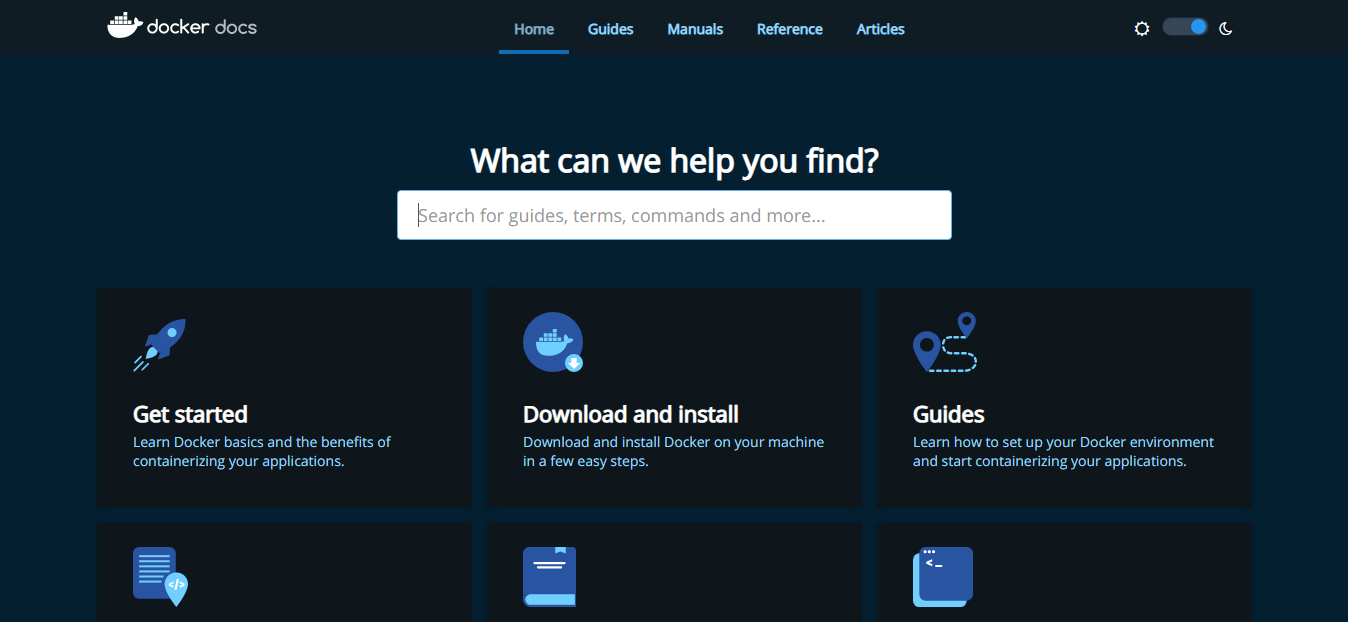 docker docs
Home Guides Manuals Reference Articles
What can we help you find?
Search for guides, terms, commands and more...
Get started
Learn Docker basics and the benefits of
containerizing your applications.
Download and install
Download and install Docker on your machine
in a few easy steps.
Guides
Learn how to set up your Docker environment
and start containerizing your applications.